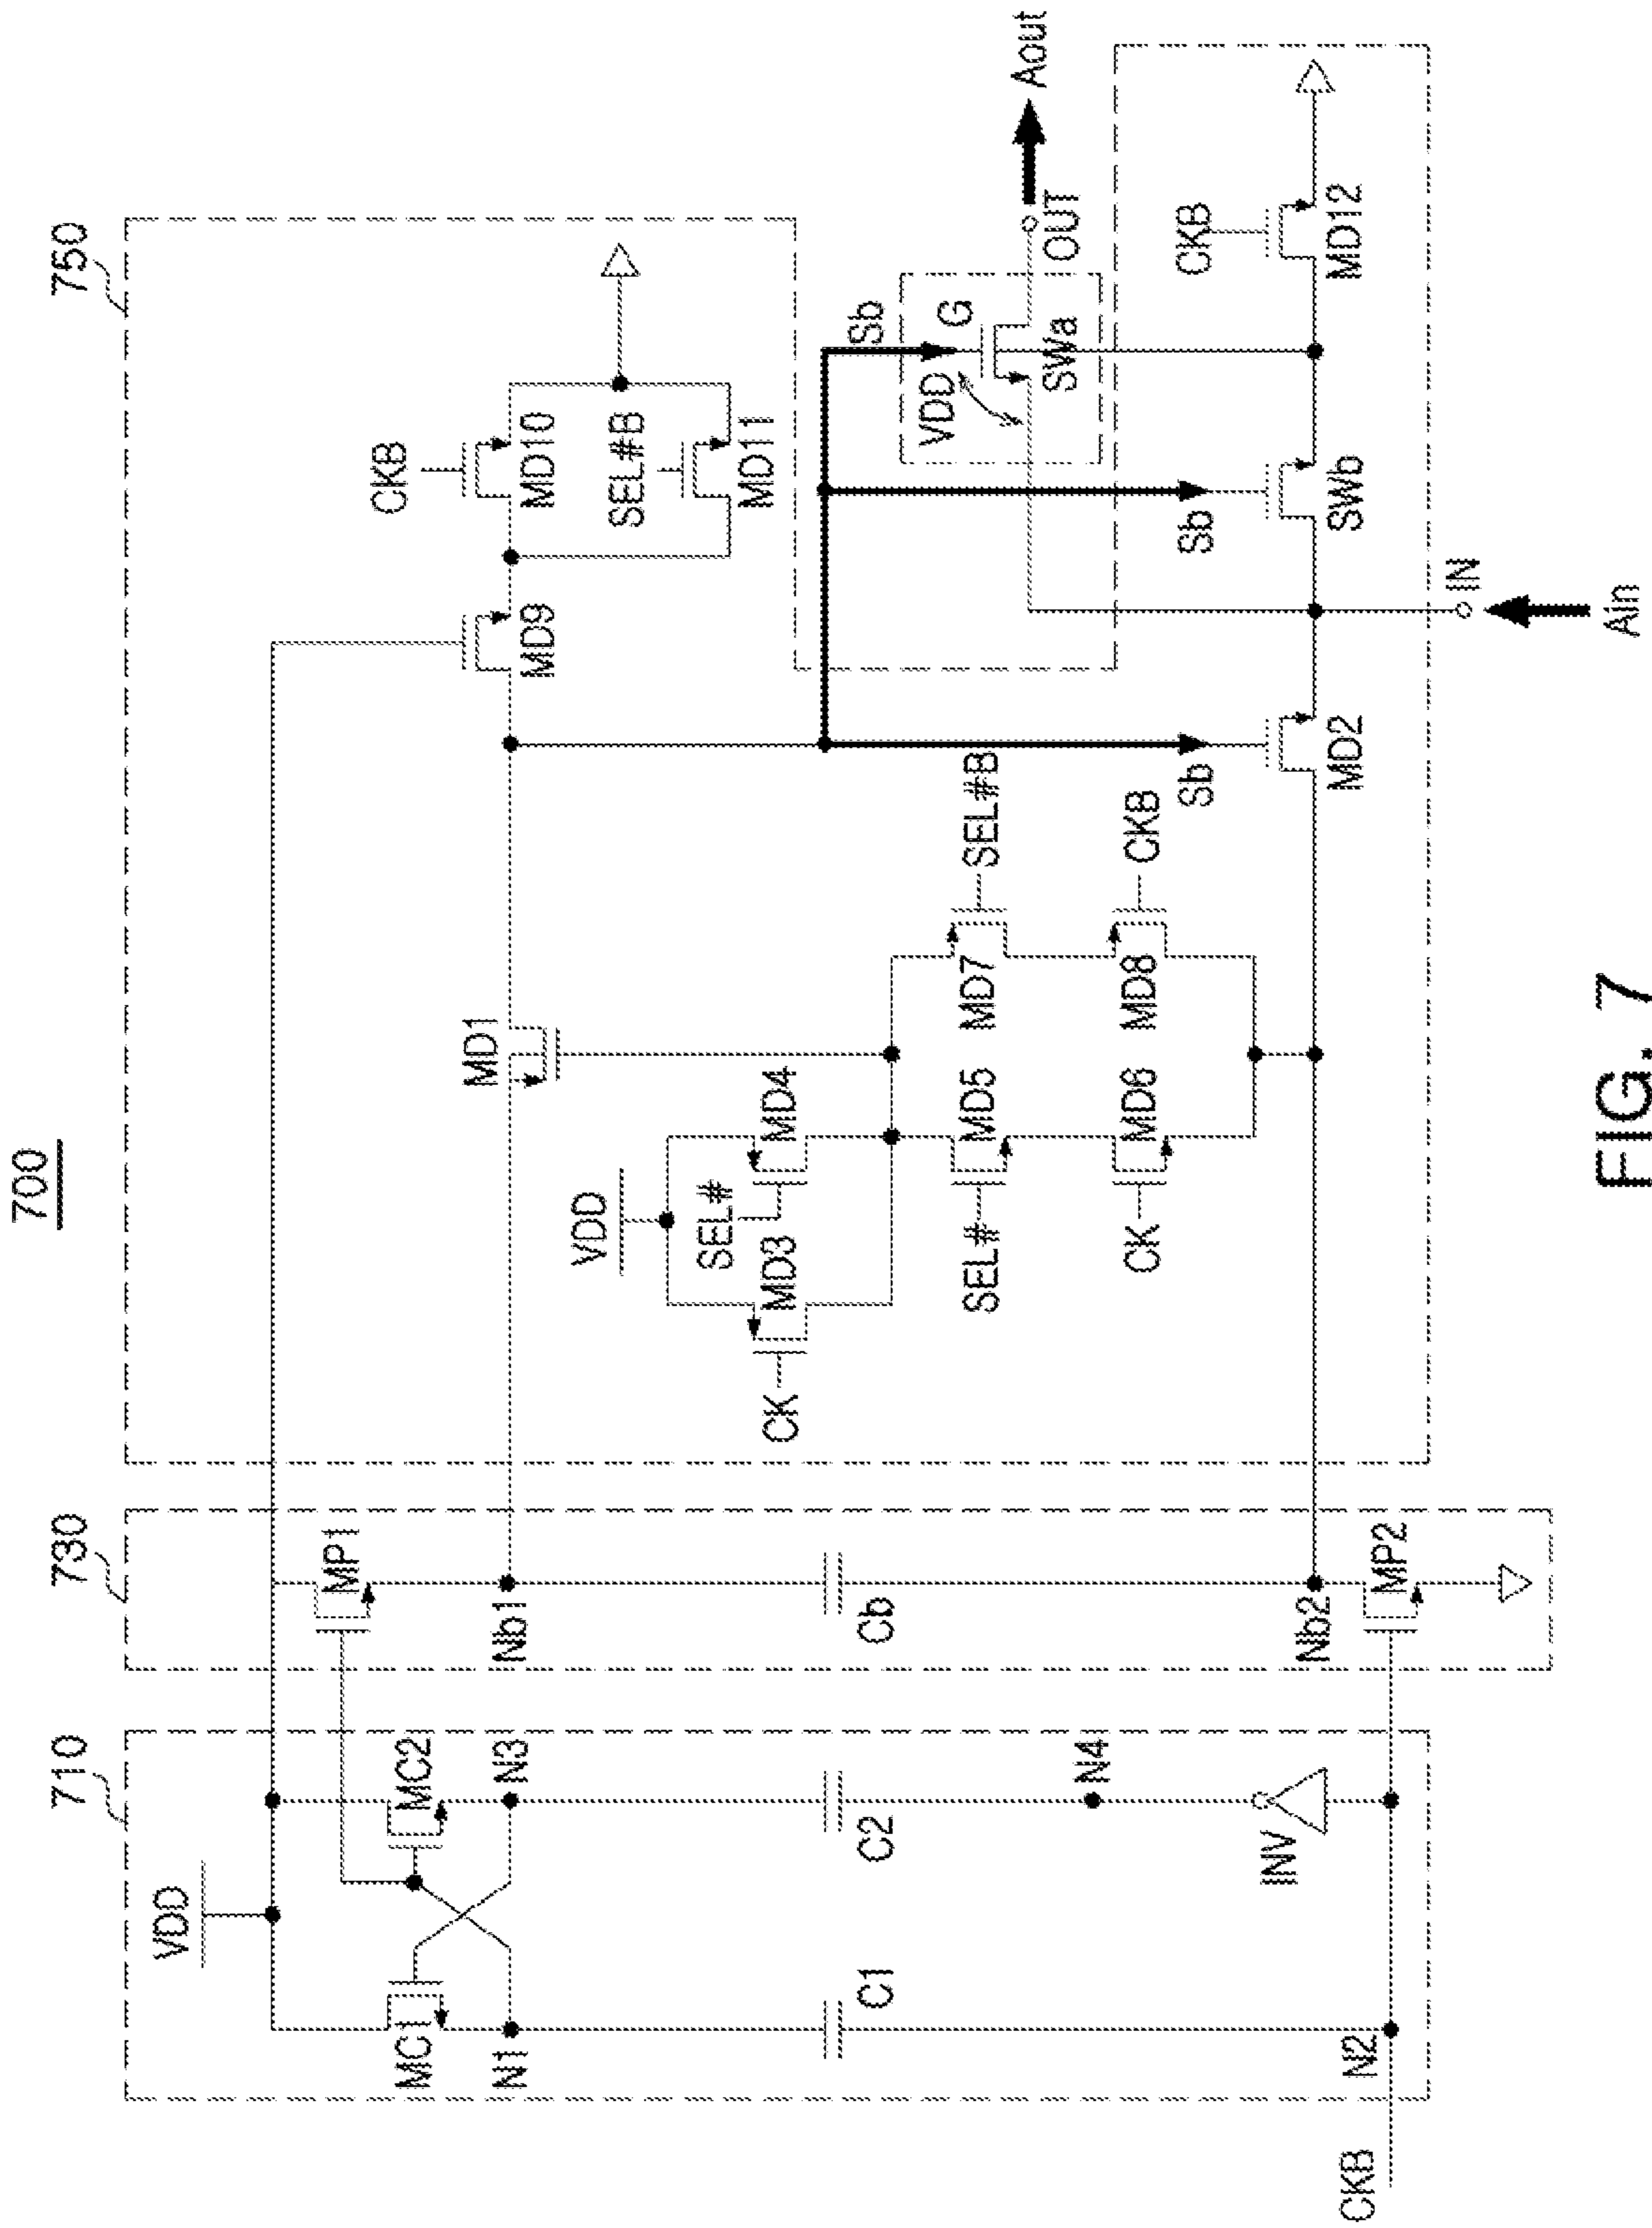 700
710
730
750
VDD
MC1
MC2
N1
N3
C1
C2
N4
INV
N2
CKB
MP1
Nb1
Cb
Nb2
MP2
MD1
VDD
SEL#
MD4
CK
MD3
SEL#
MD5
MD7
SEL#B
CK
MD6
MD8
CKB
MD9
CKB
MD10
SEL#B
MD11
Sb
VDD
G
SWa
OUT
Aout
Sb
MD2
Sb
SWb
CKB
MD12
IN
Ain
FIG. 7